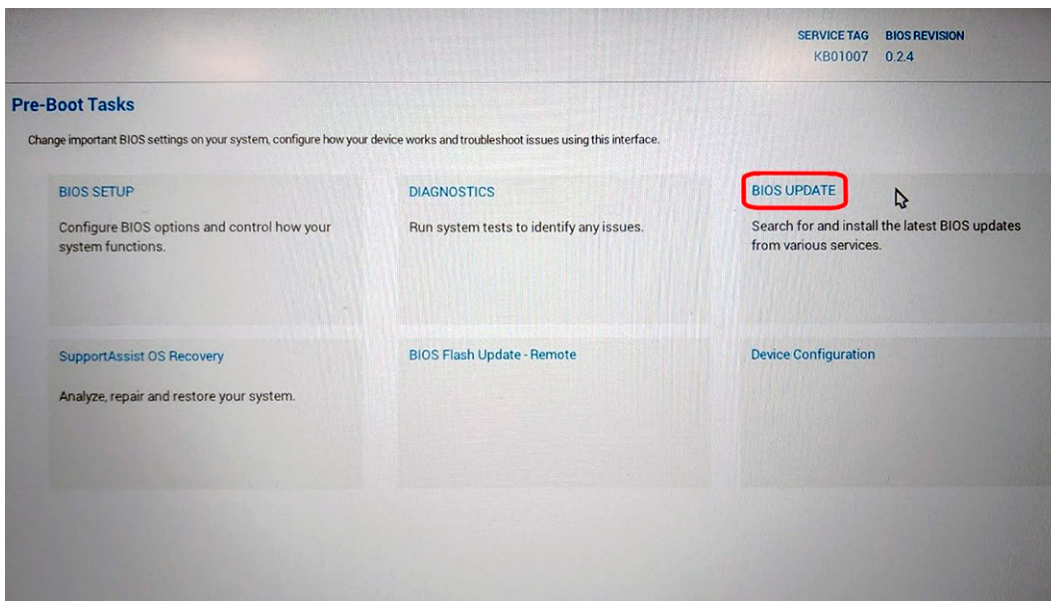 SERVICE TAG BIOS REVISION
KB01007 0.2.4
Pre-Boot Tasks
Change important BIOS settings on your system, configure how your device works and troubleshoot issues using this interface.
BIOS SETUP
Configure BIOS options and control how your
system functions.
DIAGNOSTICS
Run system tests to identify any issues.
BIOS UPDATE
Search for and install the latest BIOS updates
from various services.
SupportAssist OS Recovery
Analyze, repair and restore your system.
BIOS Flash Update - Remote
Device Configuration